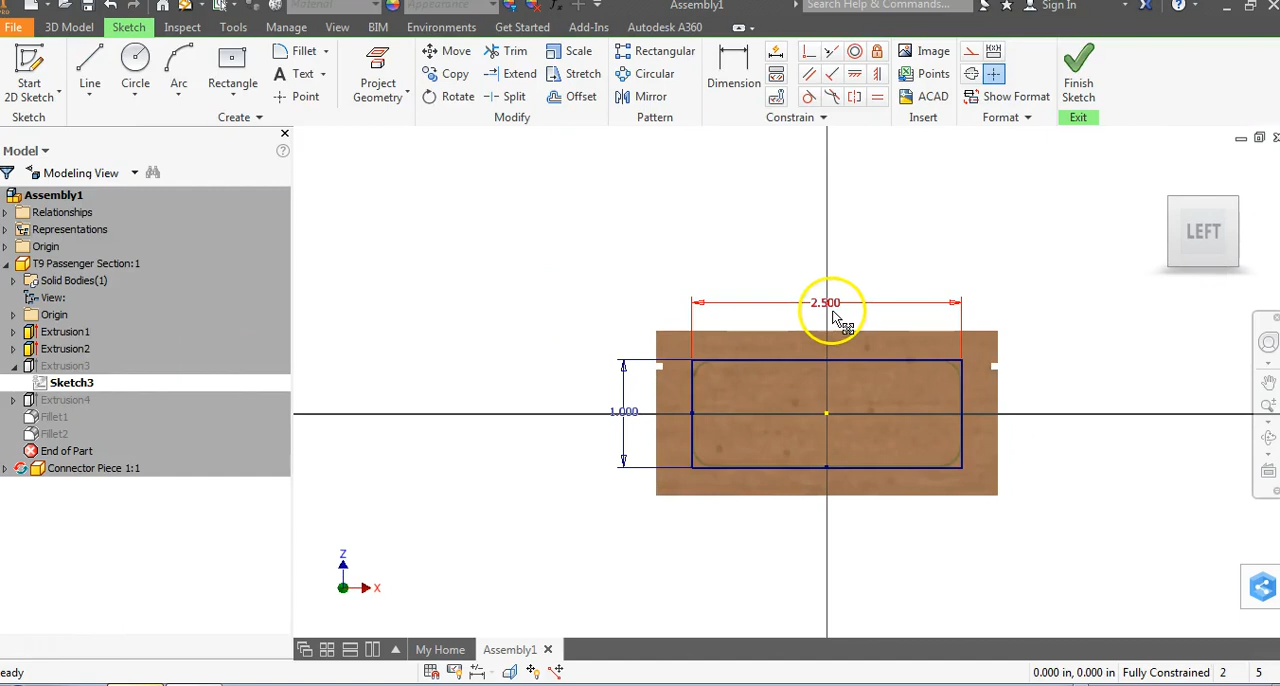 Material
Appearance
Assembly1
Search Help & Commands...
Sign In
PRO
File
3D Model
Sketch
Inspect
Tools
Manage
View
BIM
Environments
Get Started
Add-Ins
Autodesk A360
Start
2D Sketch
Line
Circle
Arc
Rectangle
Fillet
Text
Point
Project
Geometry
Move
Trim
Scale
Copy
Extend
Stretch
Rotate
Split
Offset
Rectangular
Circular
Mirror
Dimension
Image
Points
ACAD
Show Format
Finish
Sketch
Sketch
Create
Modify
Pattern
Constrain
Insert
Format
Exit
Model
Modeling View
Assembly1
Relationships
Representations
Origin
T9 Passenger Section:1
Solid Bodies(1)
View:
Origin
Extrusion1
Extrusion2
Extrusion3
Sketch3
Extrusion4
Fillet1
Fillet2
End of Part
Connector Piece 1:1
LEFT
2.500
1.000
Z
X
My Home
Assembly1
eady
0.000 in, 0.000 in
Fully Constrained
2
5